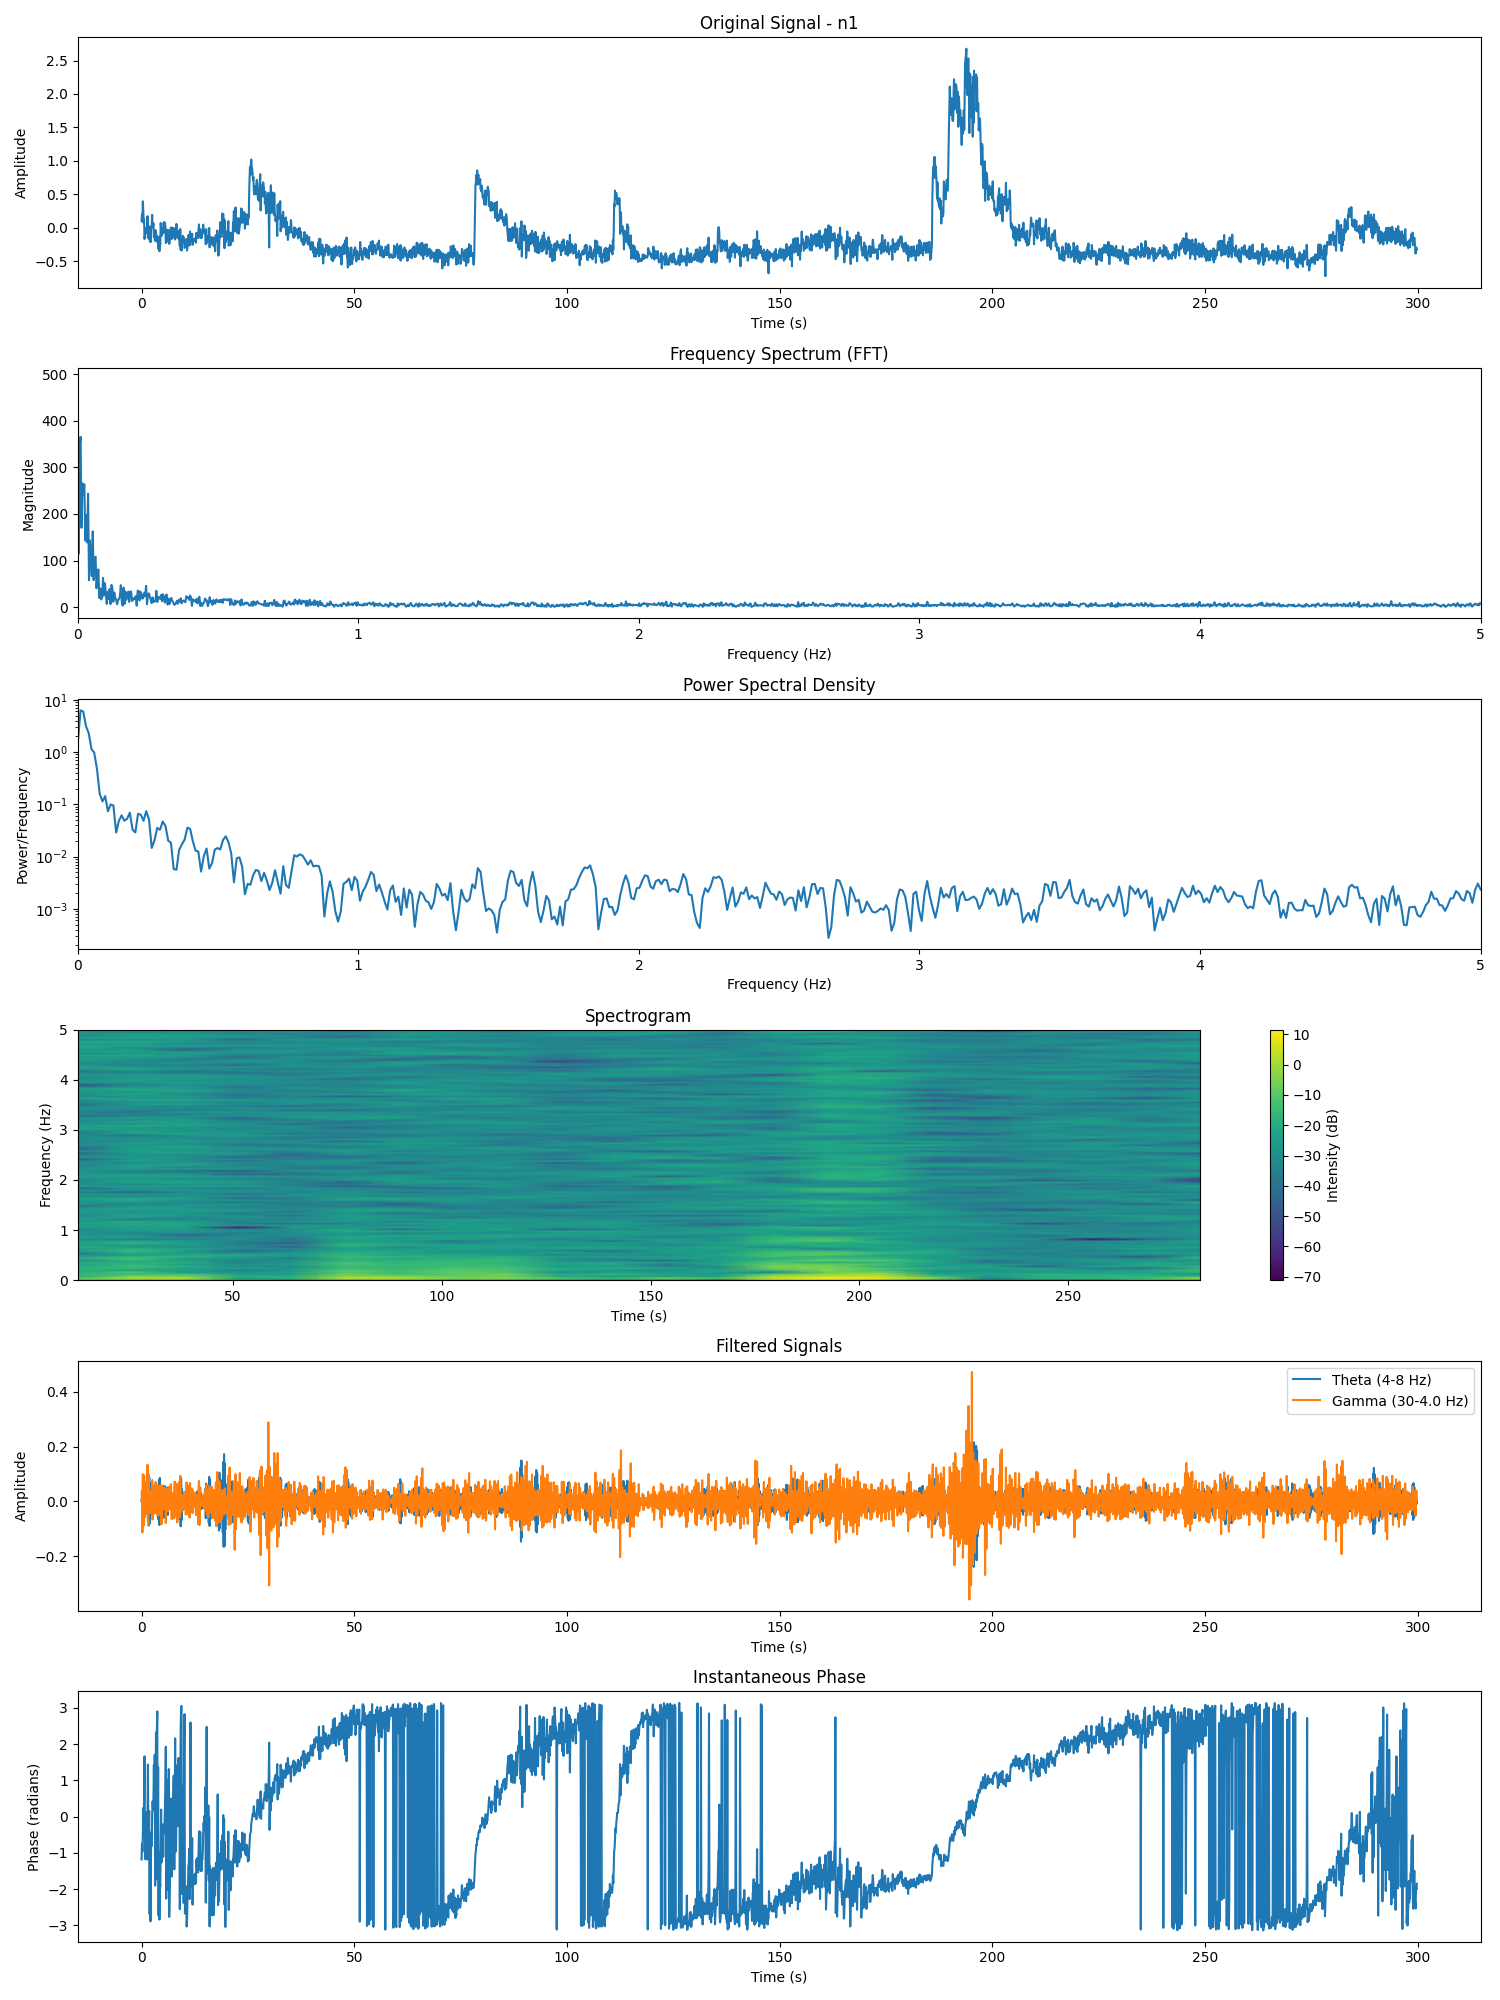 Original Signal - n1
Amplitude
2.5
2.0
1.5
1.0
0.5
0.0
−0.5
0 50 100 150 200 250 300
Time (s)
Frequency Spectrum (FFT)
Magnitude
500
400
300
200
100
0
0 1 2 3 4 5
Frequency (Hz)
Power Spectral Density
Power/Frequency
10¹
10⁰
10⁻¹
10⁻²
10⁻³
0 1 2 3 4 5
Frequency (Hz)
Spectrogram
Frequency (Hz)
5
4
3
2
1
0
50 100 150 200 250
Time (s)
10
0
−10
−20
−30
−40
−50
−60
−70
Intensity (dB)
Filtered Signals
Amplitude
0.4
0.2
0.0
−0.2
Theta (4-8 Hz)
Gamma (30-4.0 Hz)
0 50 100 150 200 250 300
Time (s)
Instantaneous Phase
Phase (radians)
3
2
1
0
−1
−2
−3
0 50 100 150 200 250 300
Time (s)